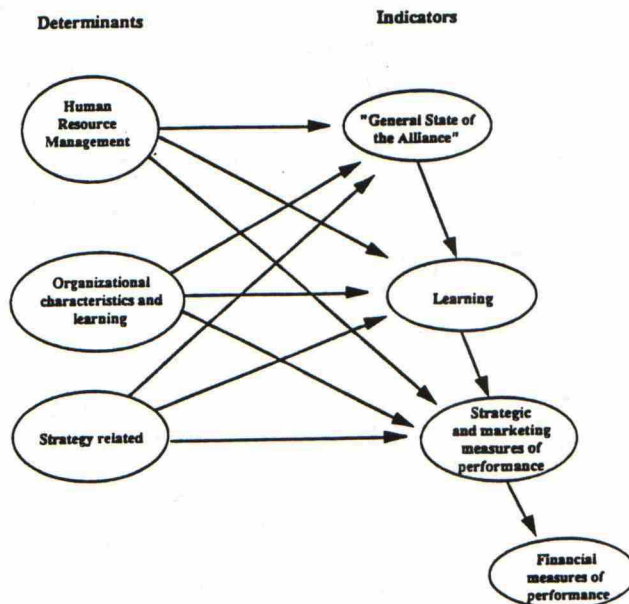 Determinants
Indicators
Human
Resource
Management
"General State of
the Alliance"
Organizational
characteristics and
learning
Learning
Strategy related
Strategic
and marketing
measures of
performance
Financial
measures of
performance